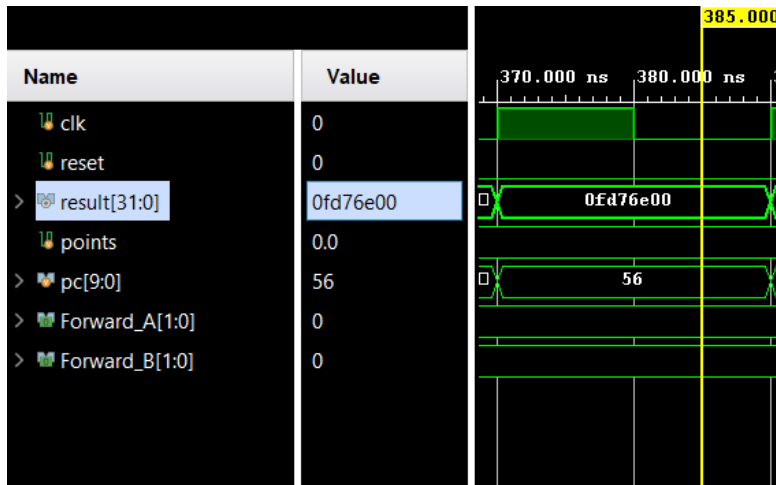 385.000
Name Value 370.000 ns 380.000 ns
clk 0
reset 0
result[31:0] 0fd76e00 0fd76e00
points 0.0
pc[9:0] 56 56
Forward_A[1:0] 0
Forward_B[1:0] 0